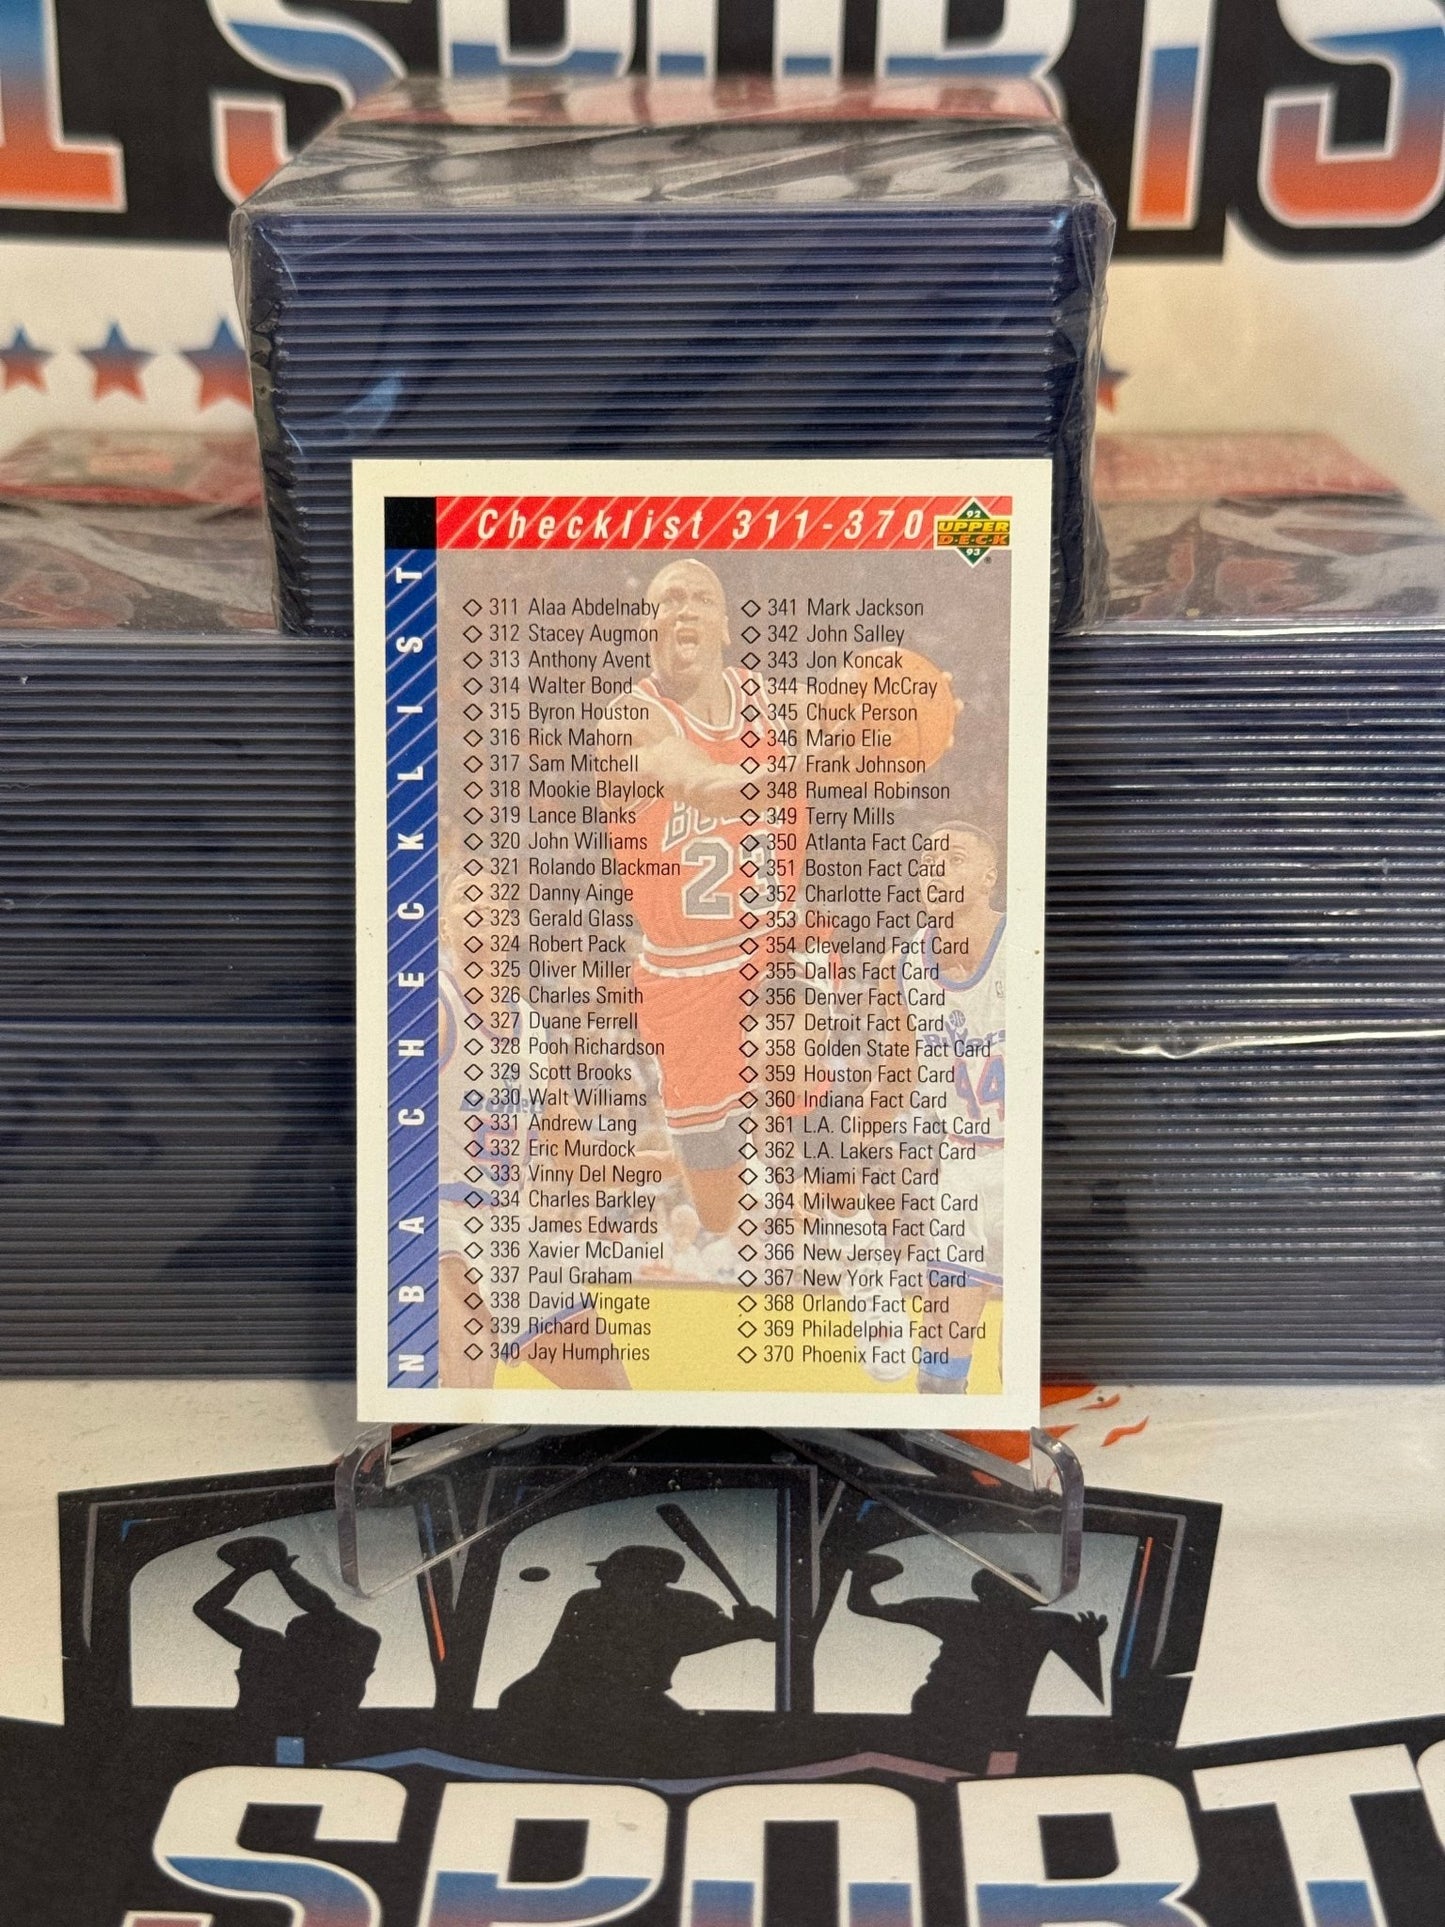 SPORTS
Checklist 311-370
92
UPPER
D·E·C·K
93
NBA CHECKLIST
311 Alaa Abdelnaby
312 Stacey Augmon
313 Anthony Avent
314 Walter Bond
315 Byron Houston
316 Rick Mahorn
317 Sam Mitchell
318 Mookie Blaylock
319 Lance Blanks
320 John Williams
321 Rolando Blackman
322 Danny Ainge
323 Gerald Glass
324 Robert Pack
325 Oliver Miller
326 Charles Smith
327 Duane Ferrell
328 Pooh Richardson
329 Scott Brooks
330 Walt Williams
331 Andrew Lang
332 Eric Murdock
333 Vinny Del Negro
334 Charles Barkley
335 James Edwards
336 Xavier McDaniel
337 Paul Graham
338 David Wingate
339 Richard Dumas
340 Jay Humphries
341 Mark Jackson
342 John Salley
343 Jon Koncak
344 Rodney McCray
345 Chuck Person
346 Mario Elie
347 Frank Johnson
348 Rumeal Robinson
349 Terry Mills
350 Atlanta Fact Card
351 Boston Fact Card
352 Charlotte Fact Card
353 Chicago Fact Card
354 Cleveland Fact Card
355 Dallas Fact Card
356 Denver Fact Card
357 Detroit Fact Card
358 Golden State Fact Card
359 Houston Fact Card
360 Indiana Fact Card
361 L.A. Clippers Fact Card
362 L.A. Lakers Fact Card
363 Miami Fact Card
364 Milwaukee Fact Card
365 Minnesota Fact Card
366 New Jersey Fact Card
367 New York Fact Card
368 Orlando Fact Card
369 Philadelphia Fact Card
370 Phoenix Fact Card
23
44
SPORTS